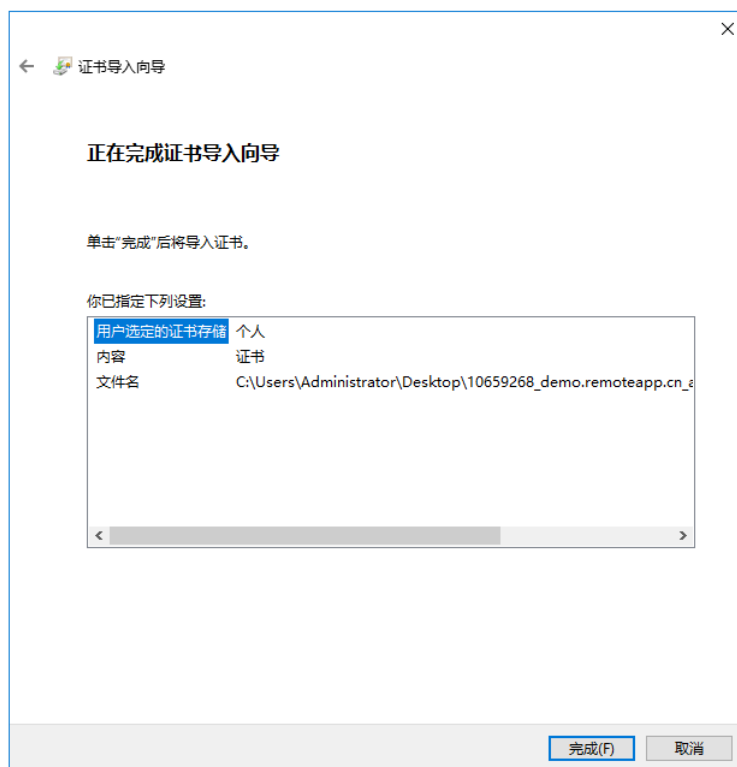 证书导入向导
正在完成证书导入向导
单击"完成"后将导入证书。
你已指定下列设置:
用户选定的证书存储 个人
内容 证书
文件名 C:\Users\Administrator\Desktop\10659268_demo.remoteapp.cn_a
完成(F) 取消